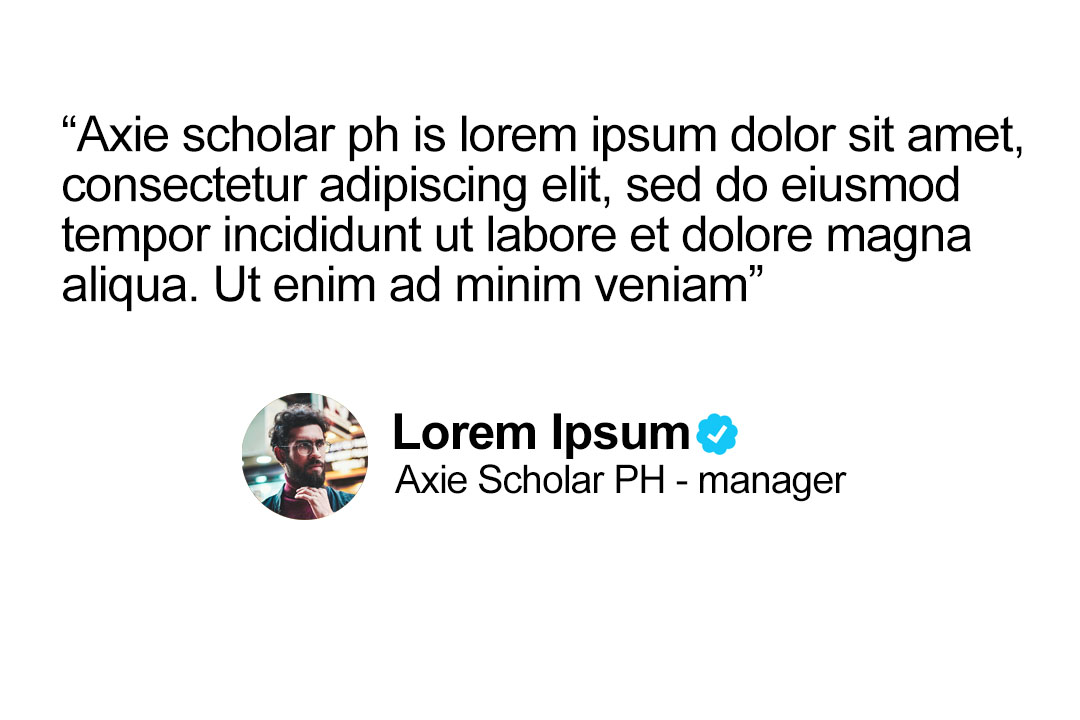 “Axie scholar ph is lorem ipsum dolor sit amet,
consectetur adipiscing elit, sed do eiusmod
tempor incididunt ut labore et dolore magna
aliqua. Ut enim ad minim veniam”
Lorem Ipsum
Axie Scholar PH - manager